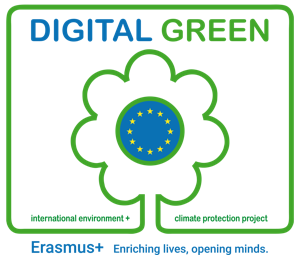 DIGITAL GREEN
international environment + climate protection project
Erasmus+ Enriching lives, opening minds.